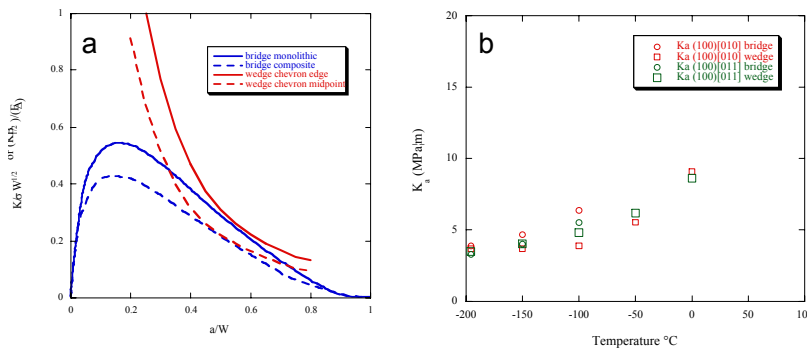 a
bridge monolithic
bridge composite
wedge chevron edge
wedge chevron midpoint
1
0.8
0.6
0.4
0.2
0
0
0.2
0.4
0.6
0.8
1
a/W
b
Ka (100)[010] bridge
Ka (100)[010] wedge
Ka (100)[011] bridge
Ka (100)[011] wedge
K a (MPa¦m)
20
15
10
5
0
-200
-150
-100
-50
0
50
10
Temperature °C